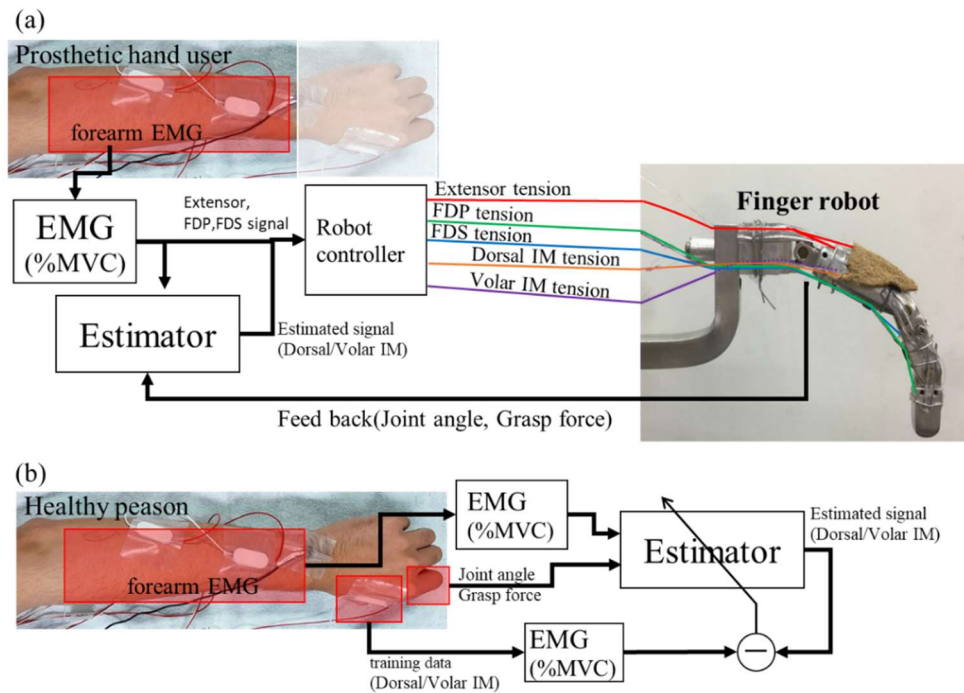 (a)
Prosthetic hand user
forearm EMG
EMG
(%MVC)
Extensor,
FDP,FDS signal
Robot
controller
Extensor tension
FDP tension
FDS tension
Dorsal IM tension
Volar IM tension
Finger robot
Estimator
Estimated signal
(Dorsal/Volar IM)
Feed back(Joint angle, Grasp force)
(b)
Healthy peason
forearm EMG
EMG
(%MVC)
Joint angle
Grasp force
Estimator
Estimated signal
(Dorsal/Volar IM)
training data
(Dorsal/Volar IM)
EMG
(%MVC)